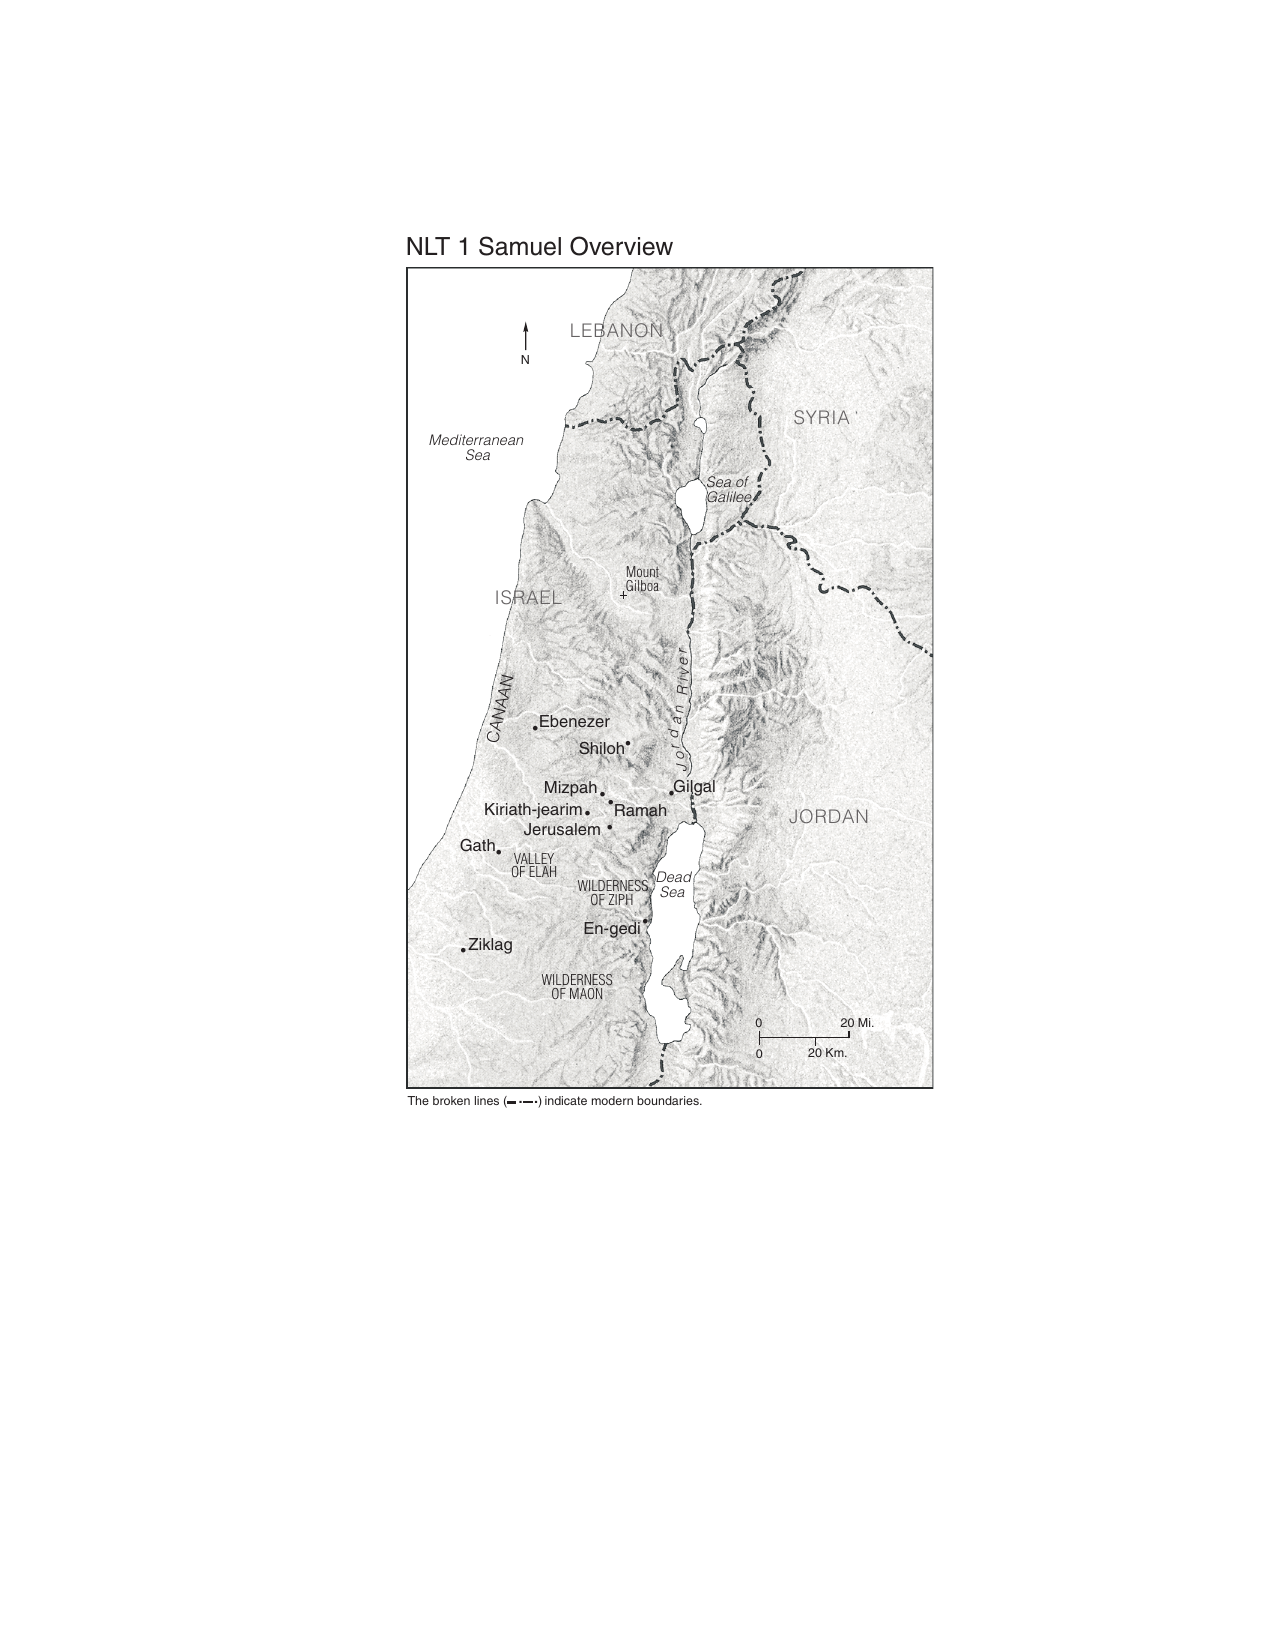 NLT 1 Samuel Overview
LEBANON
N
SYRIA
Mediterranean
Sea
Sea of
Galilee
Mount
Gilboa
ISRAEL
Jordan River
CANAAN
Ebenezer
Shiloh
Mizpah
Gilgal
Kiriath-jearim
Ramah
JORDAN
Jerusalem
Gath
VALLEY
OF ELAH
Dead
Sea
WILDERNESS
OF ZIPH
En-gedi
Ziklag
WILDERNESS
OF MAON
0 20 Mi.
0 20 Km.
The broken lines (▬ ·—·) indicate modern boundaries.